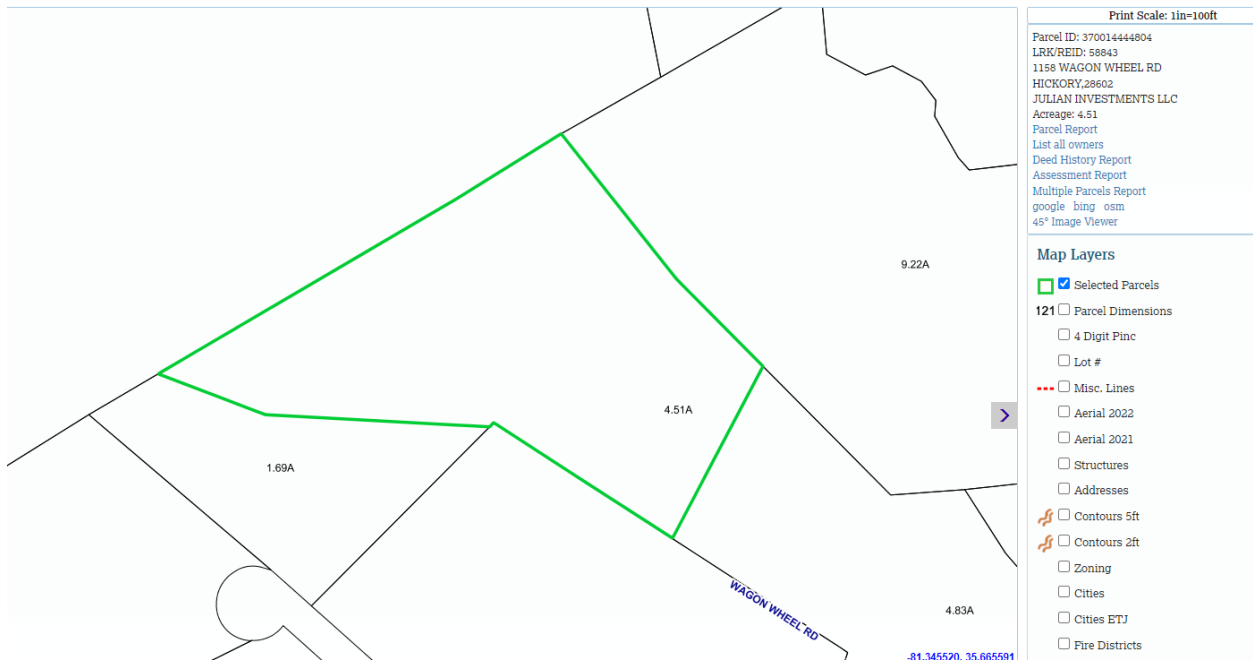 Print Scale: 1in=100ft
Parcel ID: 370014444804
LRK/REID: 58843
1158 WAGON WHEEL RD
HICKORY,28602
JULIAN INVESTMENTS LLC
Acreage: 4.51
Parcel Report
List all owners
Deed History Report
Assessment Report
Multiple Parcels Report
google bing osm
45° Image Viewer
Map Layers
Selected Parcels
121 Parcel Dimensions
4 Digit Pinc
Lot #
Misc. Lines
Aerial 2022
Aerial 2021
Structures
Addresses
Contours 5ft
Contours 2ft
Zoning
Cities
Cities ETJ
Fire Districts
9.22A
4.51A
1.69A
4.83A
WAGON WHEEL RD
-81.345520, 35.665591